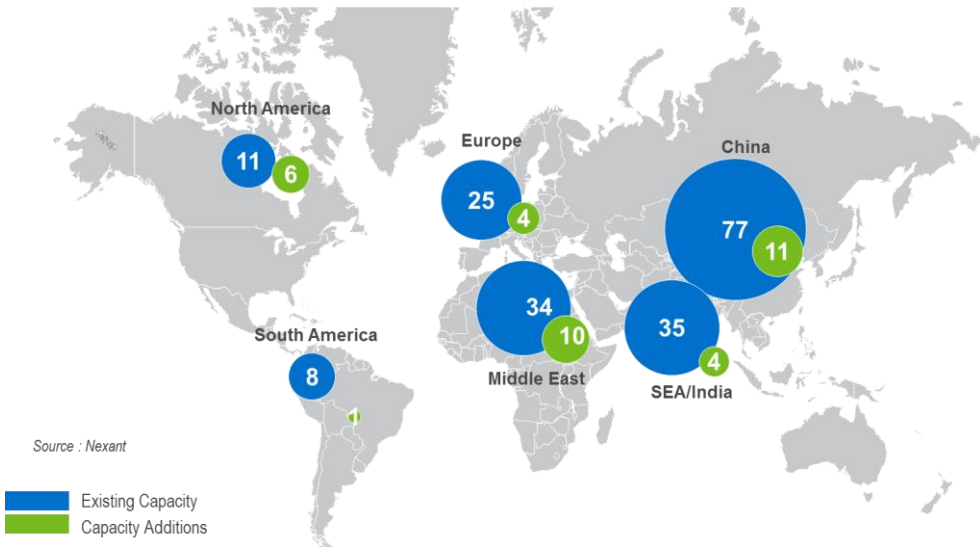 North America
11
6
Europe
25
4
China
77
11
34
10
Middle East
35
4
SEA/India
South America
8
1
Source : Nexant
Existing Capacity
Capacity Additions